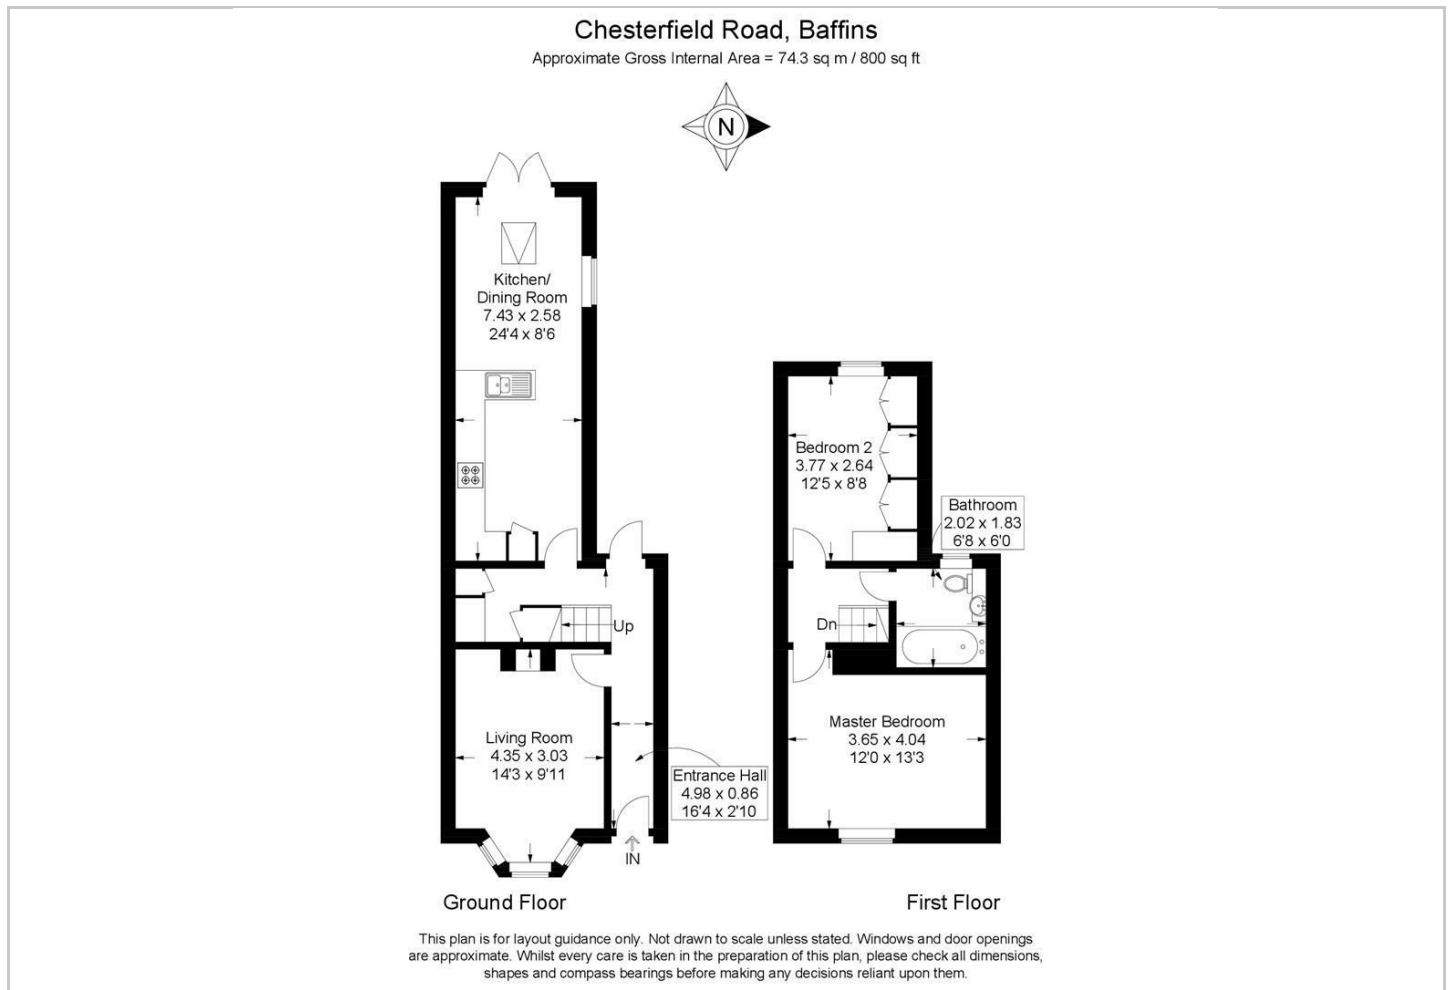 Chesterfield Road, Baffins
Approximate Gross Internal Area = 74.3 sq m / 800 sq ft
N
Kitchen/
Dining Room
7.43 x 2.58
24'4 x 8'6
Bedroom 2
3.77 x 2.64
12'5 x 8'8
Bathroom
2.02 x 1.83
6'8 x 6'0
Up
Dn
Living Room
4.35 x 3.03
14'3 x 9'11
Master Bedroom
3.65 x 4.04
12'0 x 13'3
Entrance Hall
4.98 x 0.86
16'4 x 2'10
IN
Ground Floor
First Floor
This plan is for layout guidance only. Not drawn to scale unless stated. Windows and door openings
are approximate. Whilst every care is taken in the preparation of this plan, please check all dimensions,
shapes and compass bearings before making any decisions reliant upon them.